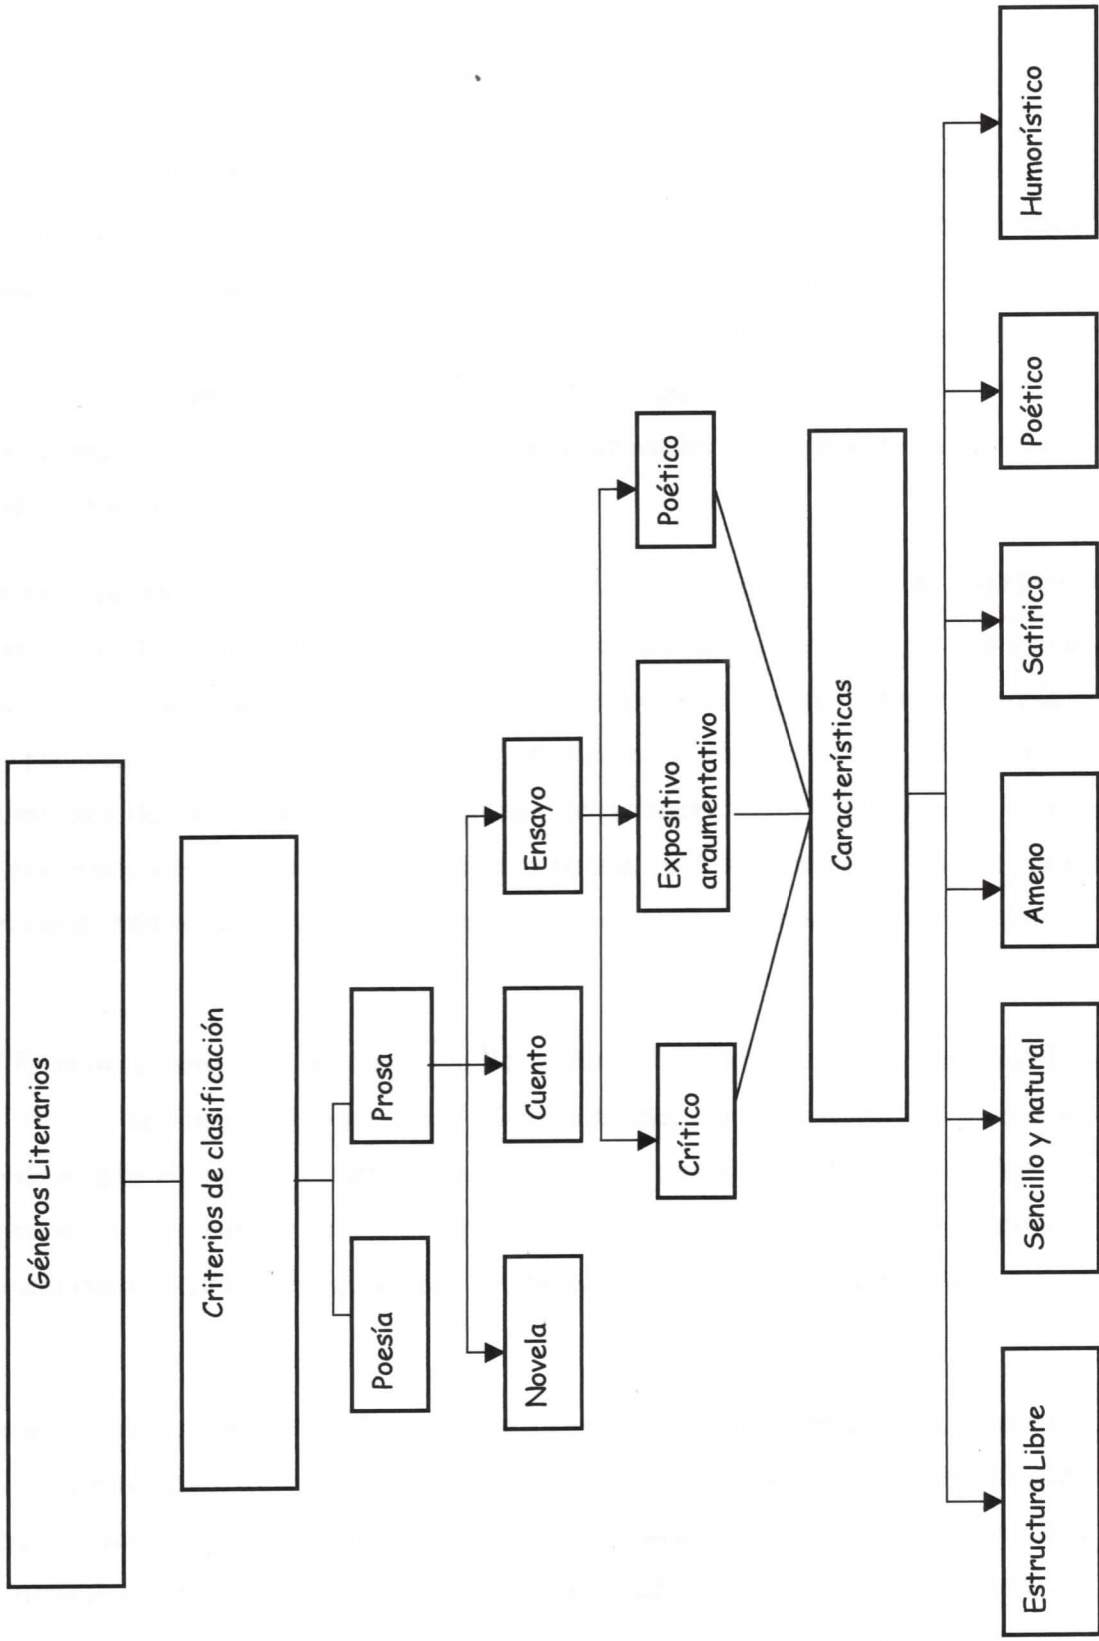 Géneros Literarios
Criterios de clasificación
Poesía
Prosa
Novela
Cuento
Ensayo
Crítico
Expositivo
araumentativo
Poético
Características
Estructura Libre
Sencillo y natural
Ameno
Satírico
Poético
Humorístico